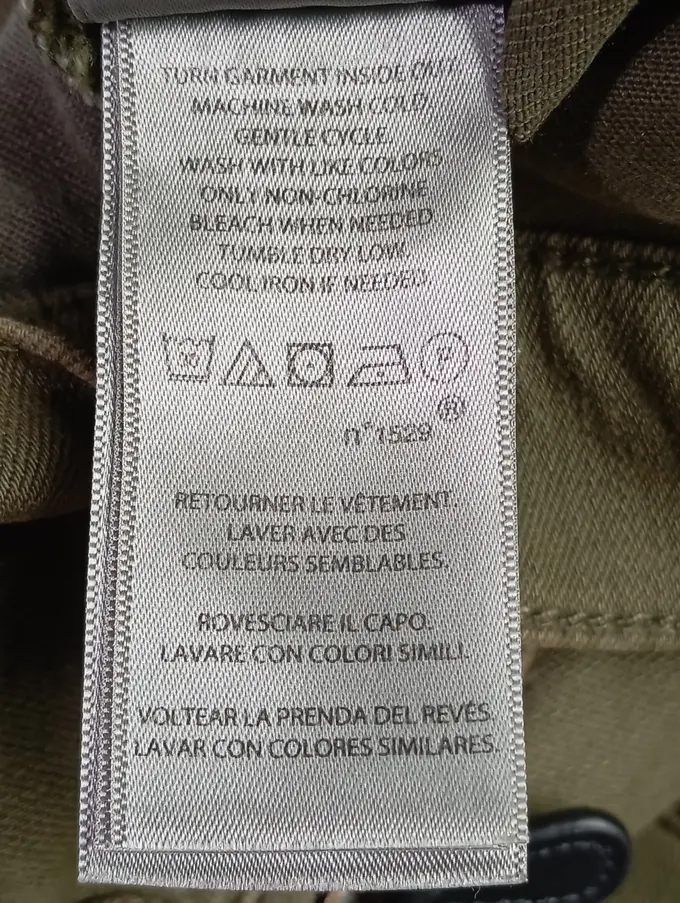 TURN GARMENT INSIDE OUT.
MACHINE WASH COLD,
GENTLE CYCLE
WASH WITH LIKE COLORS
ONLY NON-CHLORINE
BLEACH WHEN NEEDED
TUMBLE DRY LOW.
COOL IRON IF NEEDED.
30
P
n°1529 ®
RETOURNER LE VÊTEMENT.
LAVER AVEC DES
COULEURS SEMBLABLES.
ROVESCIARE IL CAPO.
LAVARE CON COLORI SIMILI.
VOLTEAR LA PRENDA DEL REVÉS.
LAVAR CON COLORES SIMILARES.